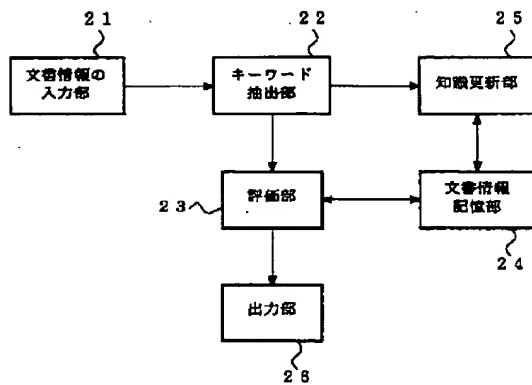 21
22
25
文書情報の
入力部
キーワード
抽出部
知識更新部
23
評価部
文書情報
記憶部
24
出力部
26